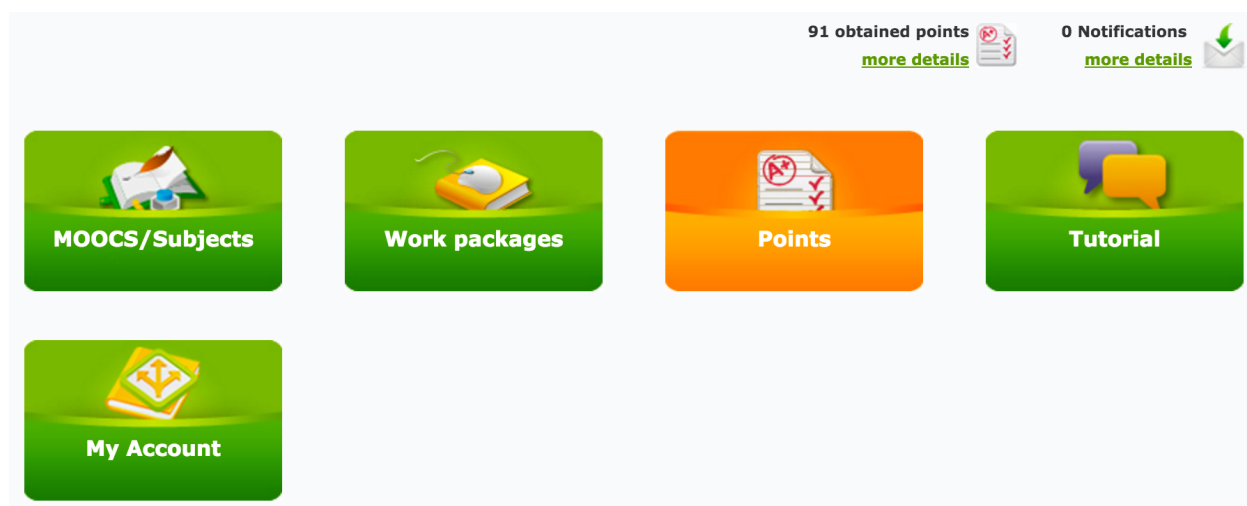 91 obtained points
more details
0 Notifications
more details
A+
MOOCS/Subjects
Work packages
A+
Points
Tutorial
My Account